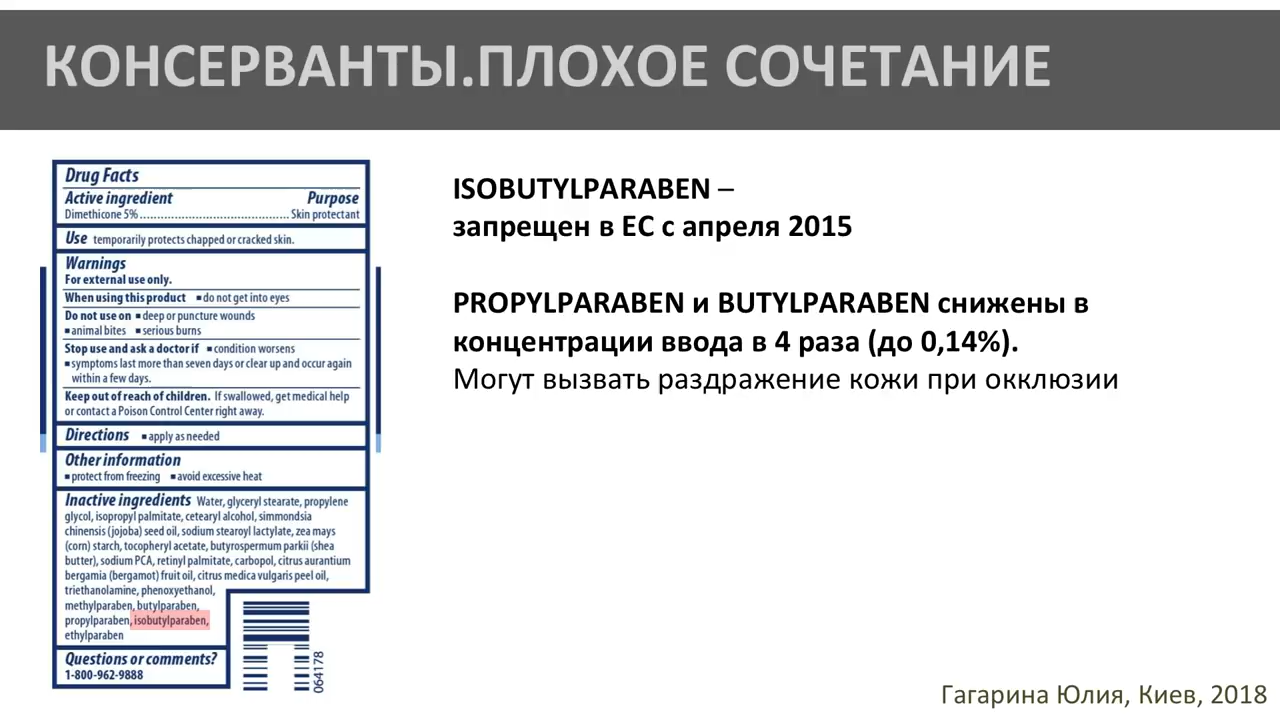 КОНСЕРВАНТЫ.ПЛОХОЕ СОЧЕТАНИЕ
Drug Facts
Active ingredient Purpose
Dimethicone 5%............................................. Skin protectant
Use temporarily protects chapped or cracked skin.
Warnings
For external use only.
When using this product ▪ do not get into eyes
Do not use on ▪ deep or puncture wounds
▪ animal bites ▪ serious burns
Stop use and ask a doctor if ▪ condition worsens
▪ symptoms last more than seven days or clear up and occur again
within a few days.
Keep out of reach of children. If swallowed, get medical help
or contact a Poison Control Center right away.
Directions ▪ apply as needed
Other information
▪ protect from freezing ▪ avoid excessive heat
Inactive ingredients Water, glyceryl stearate, propylene
glycol, isopropyl palmitate, cetearyl alcohol, simmondsia
chinensis (jojoba) seed oil, sodium stearoyl lactylate, zea mays
(corn) starch, tocopheryl acetate, butyrospermum parkii (shea
butter), sodium PCA, retinyl palmitate, carbopol, citrus aurantium
bergamia (bergamot) fruit oil, citrus medica vulgaris peel oil,
triethanolamine, phenoxyethanol,
methylparaben, butylparaben,
propylparaben, isobutylparaben,
ethylparaben
Questions or comments?
1-800-962-9888
064178
ISOBUTYLPARABEN –
запрещен в ЕС с апреля 2015
PROPYLPARABEN и BUTYLPARABEN снижены в
концентрации ввода в 4 раза (до 0,14%).
Могут вызвать раздражение кожи при окклюзии
Гагарина Юлия, Киев, 2018